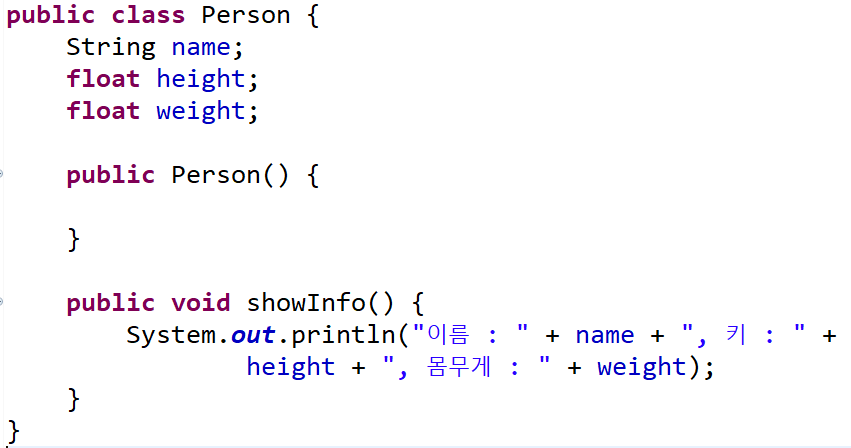 public class Person {
String name;
float height;
float weight;
public Person() {
}
public void showInfo() {
System.out.println("이름 : " + name + ", 키 : " +
height + ", 몸무게 : " + weight);
}
}